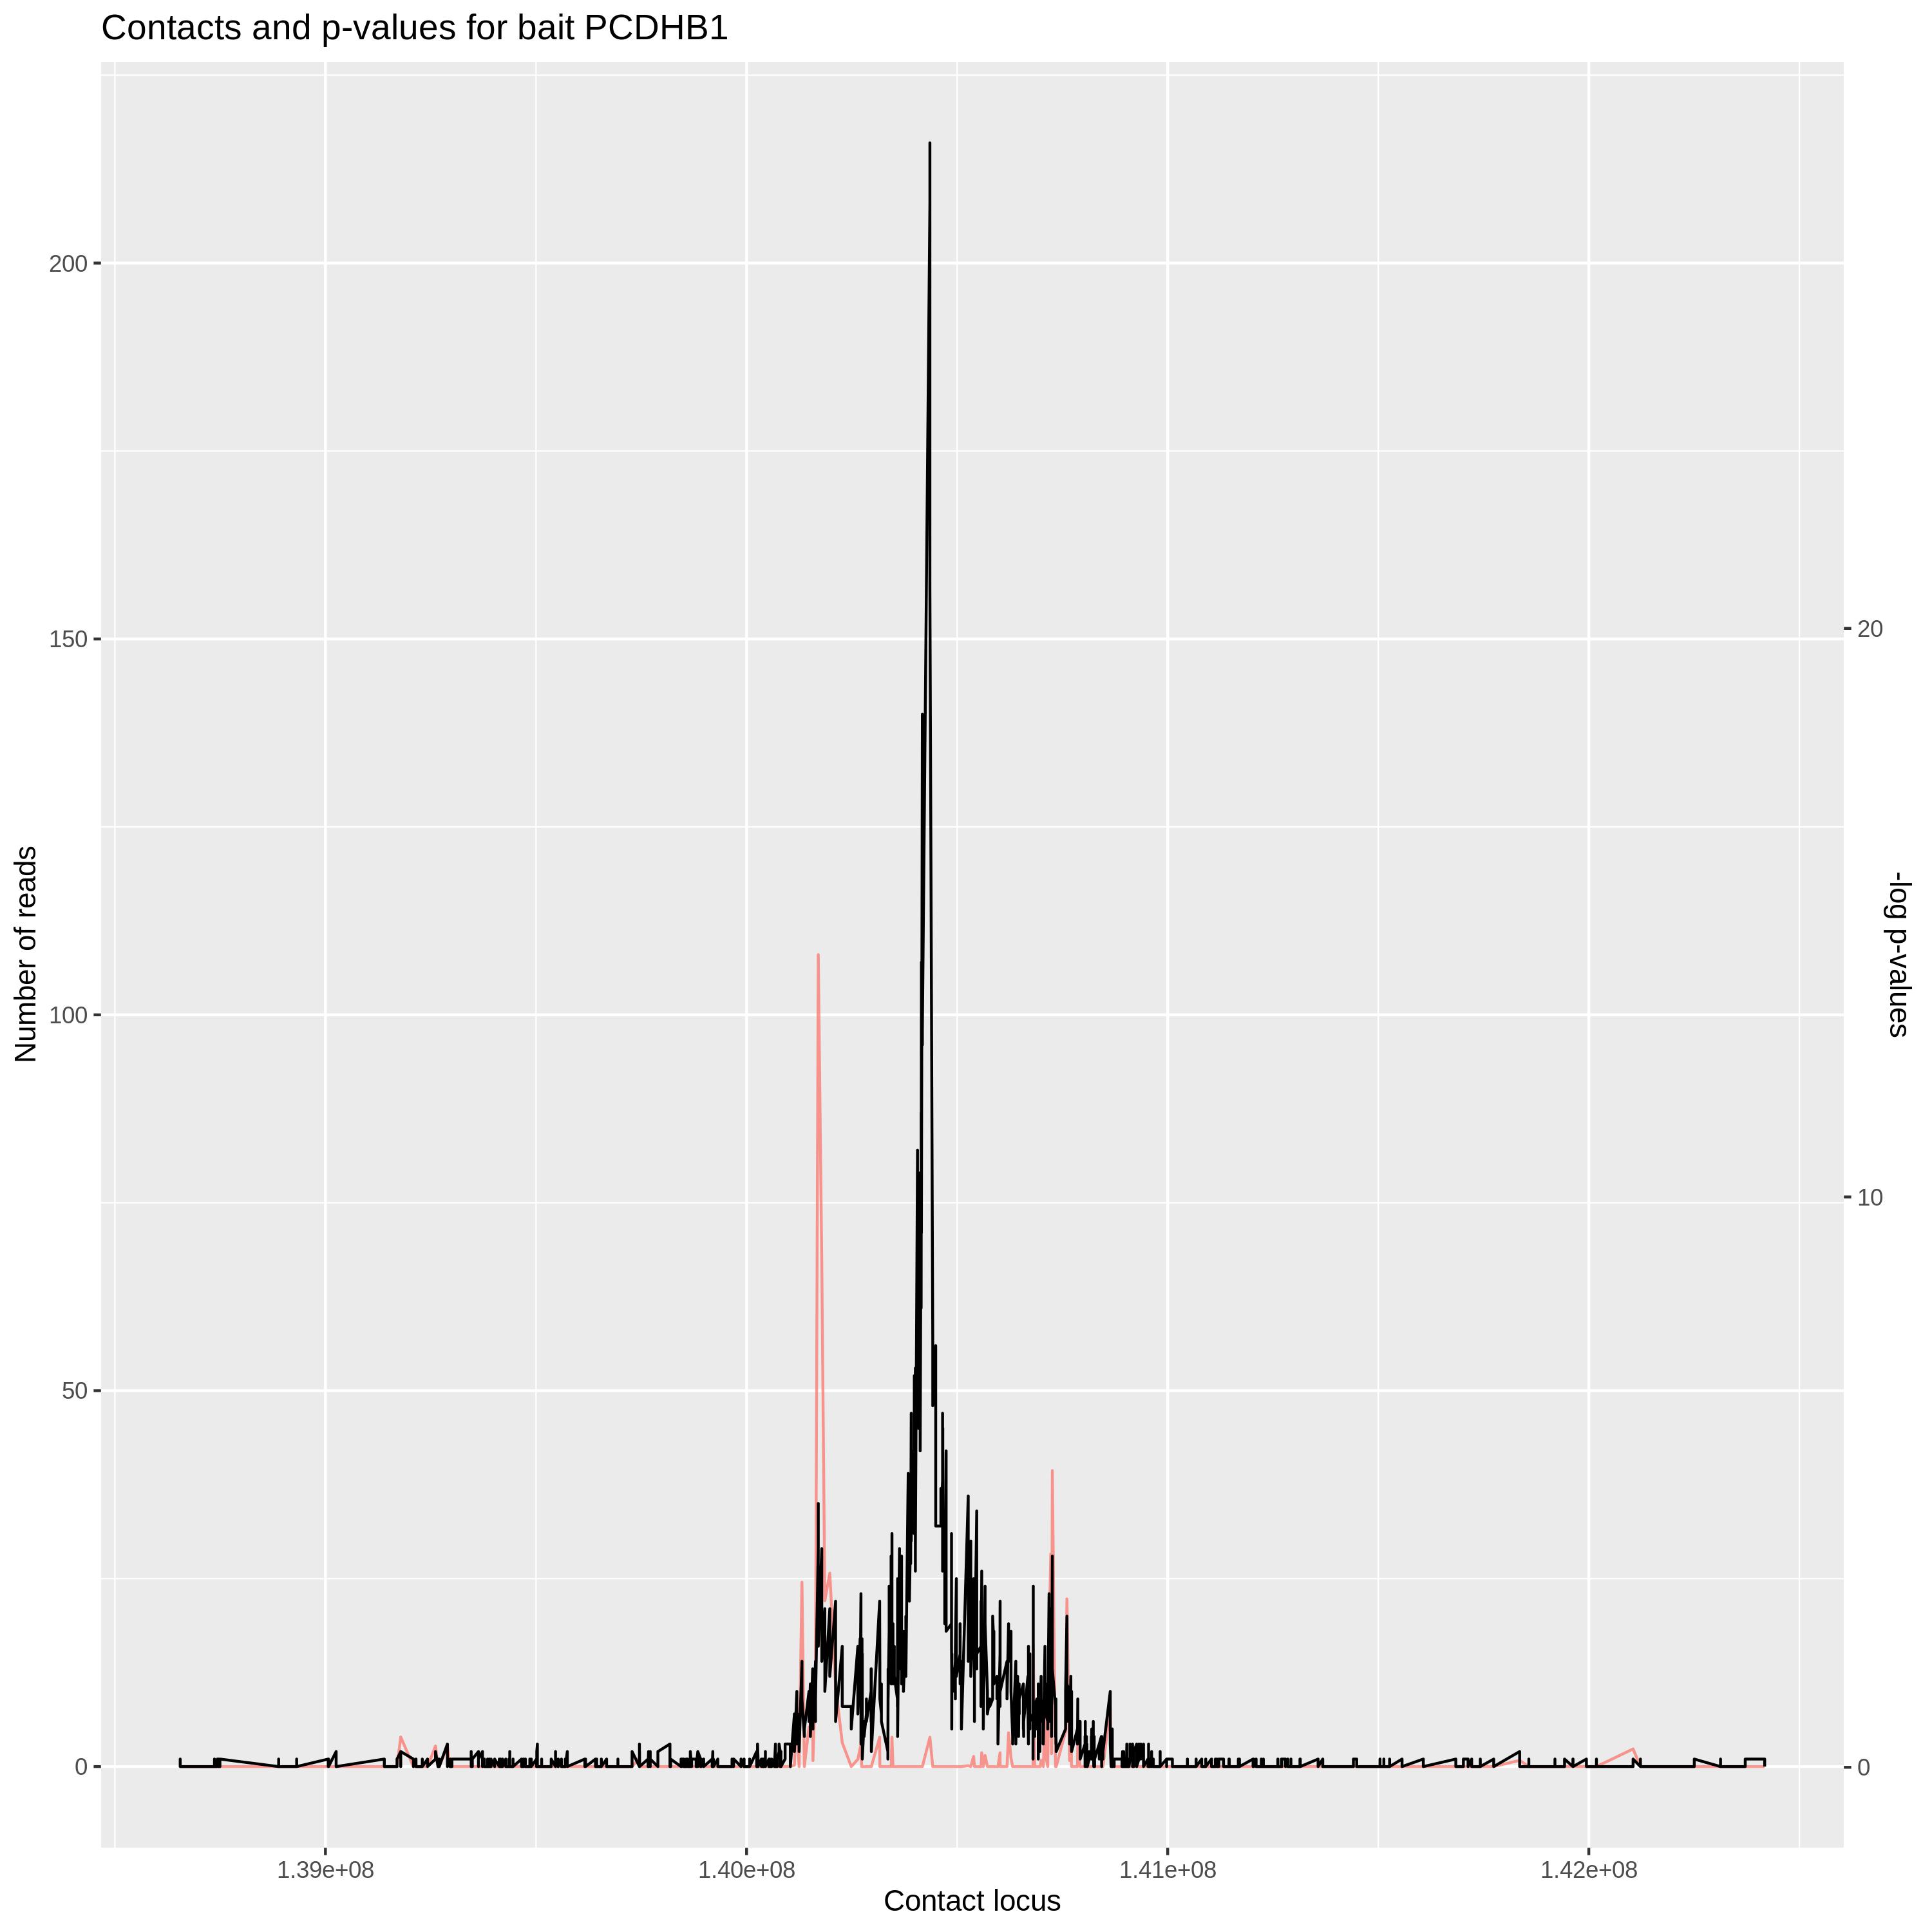 Contacts and p-values for bait PCDHB1
200
150
100
50
0
Number of reads
20
10
0
-log p-values
1.39e+08
1.40e+08
1.41e+08
1.42e+08
Contact locus